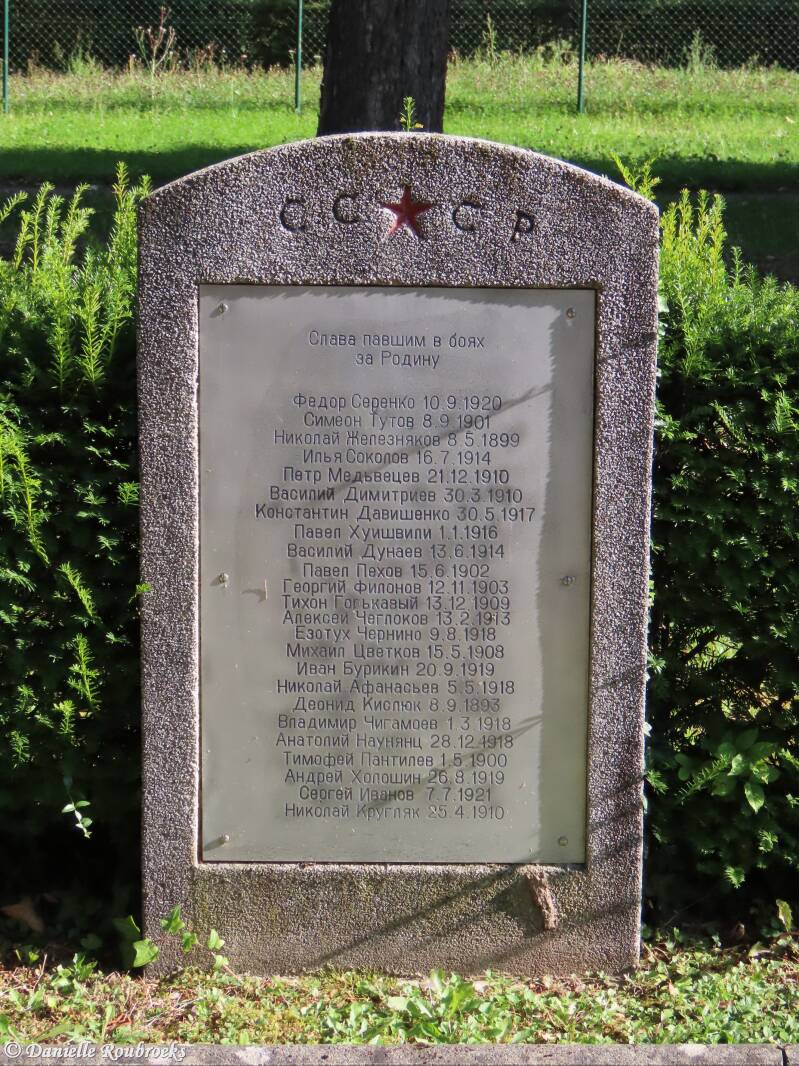 СС ★ СР
Слава павшим в боях
за Родину
Федор Серенко 10.9.1920
Симеон Тутов 8.9.1901
Николай Железняков 8.5.1899
Илья Соколов 16.7.1914
Петр Медьвецев 21.12.1910
Василий Димитриев 30.3.1910
Константин Давишенко 30.5.1917
Павел Хуишвили 1.1.1916
Василий Дунаев 13.6.1914
Павел Пехов 15.6.1902
Георгий Филонов 12.11.1903
Тихон Горькавый 13.12.1909
Алексей Чеглоков 13.2.1913
Езотух Чернино 9.8.1918
Михаил Цветков 15.5.1908
Иван Бурикин 20.9.1919
Николай Афанасьев 5.5.1918
Деонид Кислюк 8.9.1893
Владимир Чигамоев 1.3.1918
Анатолий Наунянц 28.12.1918
Тимофей Пантилев 1.5.1900
Андрей Холошин 26.8.1919
Сергей Иванов 7.7.1921
Николай Кругляк 25.4.1910
© Danielle Roubroeks